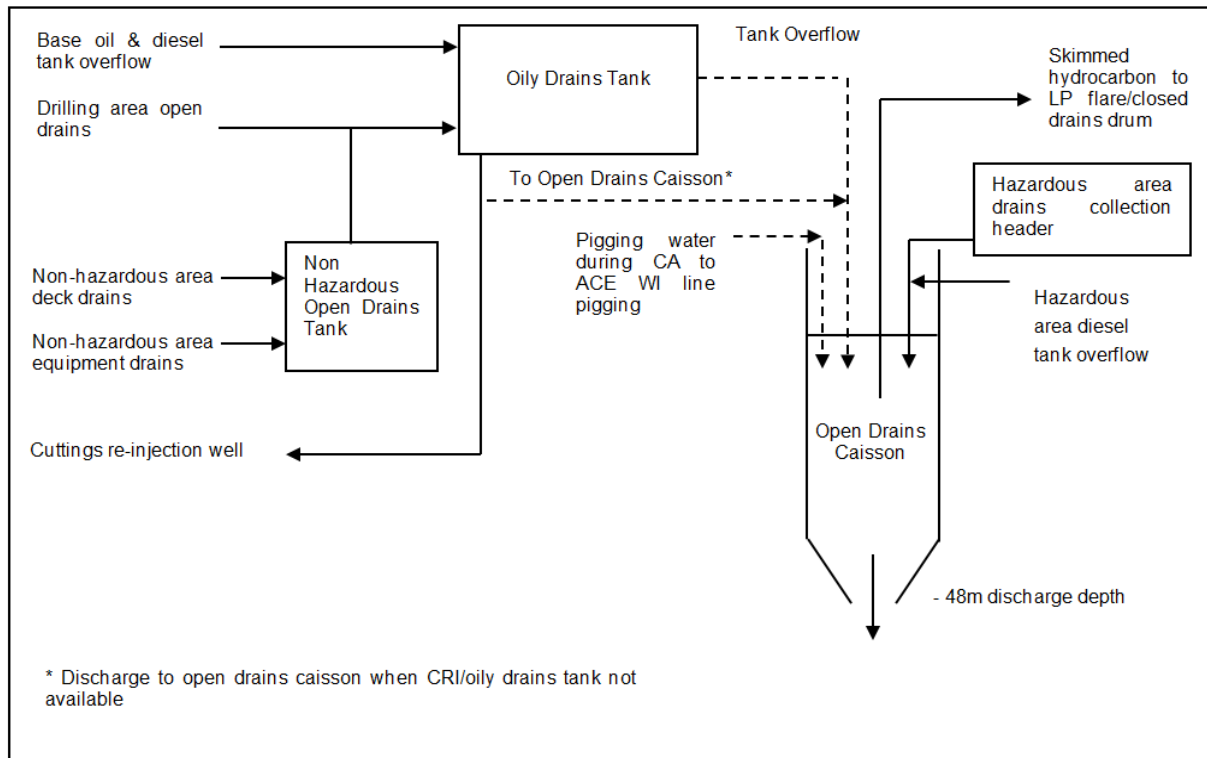 Base oil & diesel
tank overflow
Oily Drains Tank
Tank Overflow
Skimmed
hydrocarbon to
LP flare/closed
drains drum
Drilling area open
drains
To Open Drains Caisson*
Hazardous area
drains collection
header
Non
Hazardous
Open Drains
Tank
Pigging water
during CA to
ACE WI line
pigging
Non-hazardous area
deck drains
Non-hazardous area
equipment drains
Hazardous
area diesel
tank overflow
Cuttings re-injection well
Open Drains
Caisson
- 48m discharge depth
* Discharge to open drains caisson when CRI/oily drains tank not
available